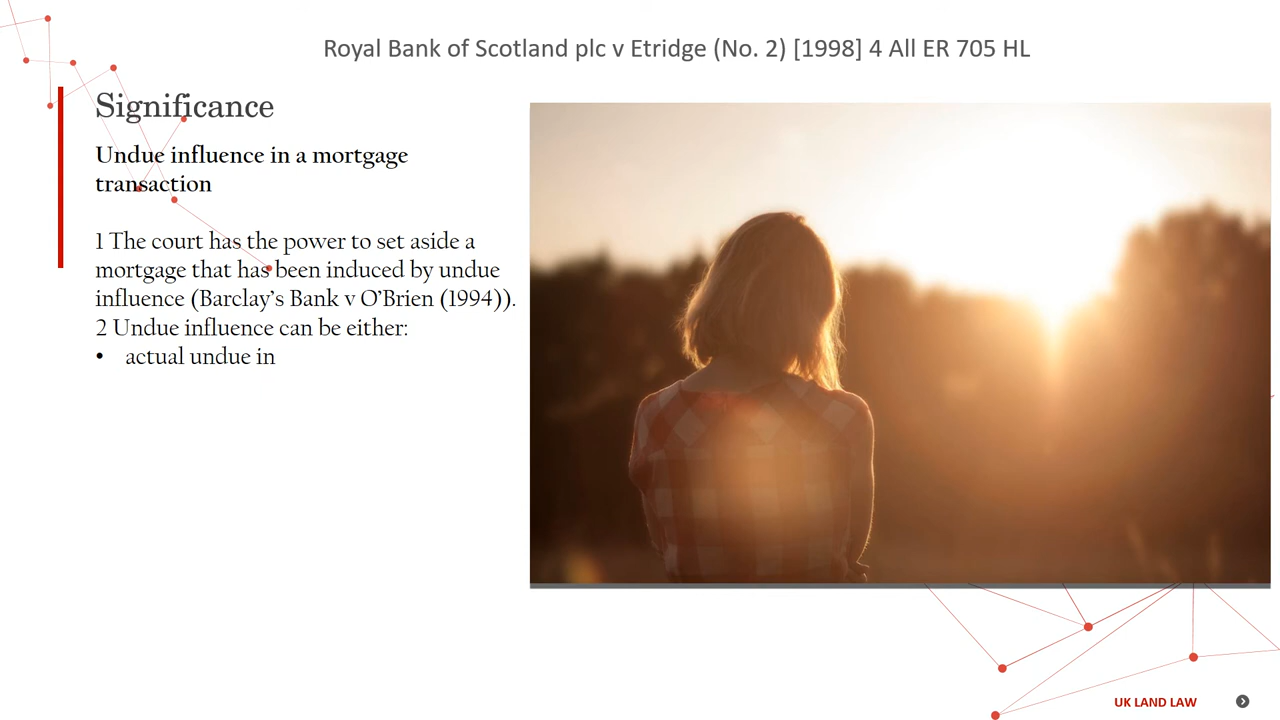 Royal Bank of Scotland plc v Etridge (No. 2) [1998] 4 All ER 705 HL
Significance
Undue influence in a mortgage
transaction
1 The court has the power to set aside a
mortgage that has been induced by undue
influence (Barclay’s Bank v O’Brien (1994)).
2 Undue influence can be either:
• actual undue in
UK LAND LAW